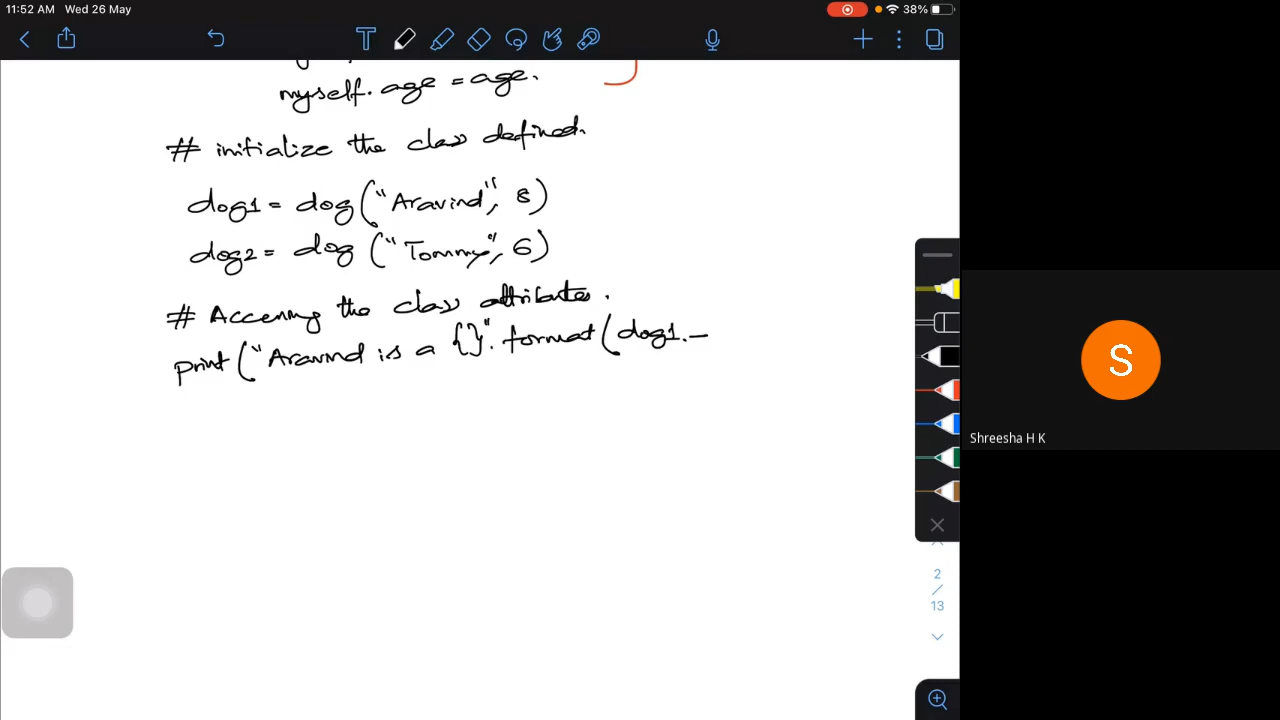 11:52 AM Wed 26 May
38%
myself.age = age.
# initialize the class defined.
dog1 = dog("Aravind", 8)
dog2 = dog ("Tommy", 6)
# Accessing the class attributes.
print ("Aravind is a {}".format(dog1.—
S
Shreesha H K
2
/
13